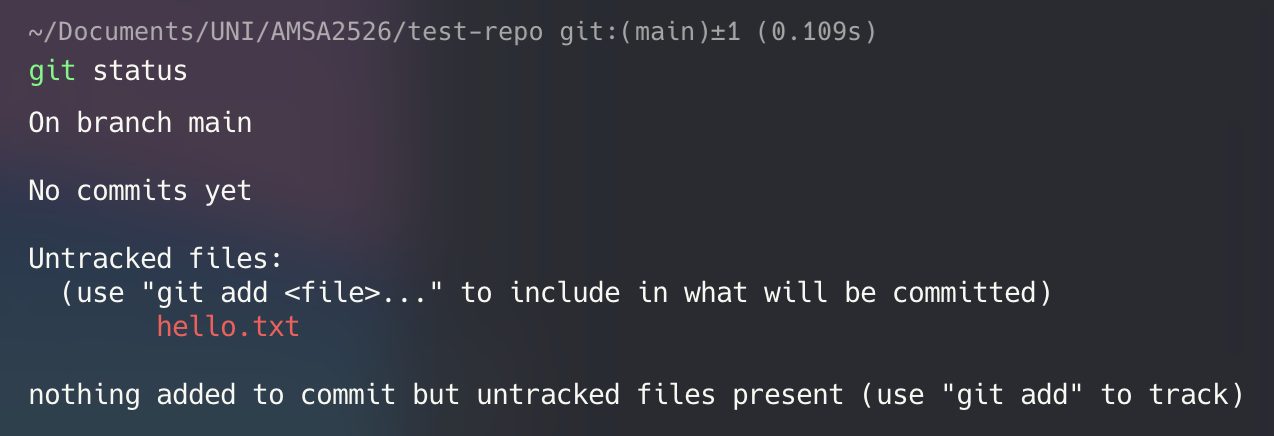 ~/Documents/UNI/AMSA2526/test-repo git:(main)±1 (0.109s)
git status
On branch main
No commits yet
Untracked files:
(use "git add <file>..." to include in what will be committed)
hello.txt
nothing added to commit but untracked files present (use "git add" to track)